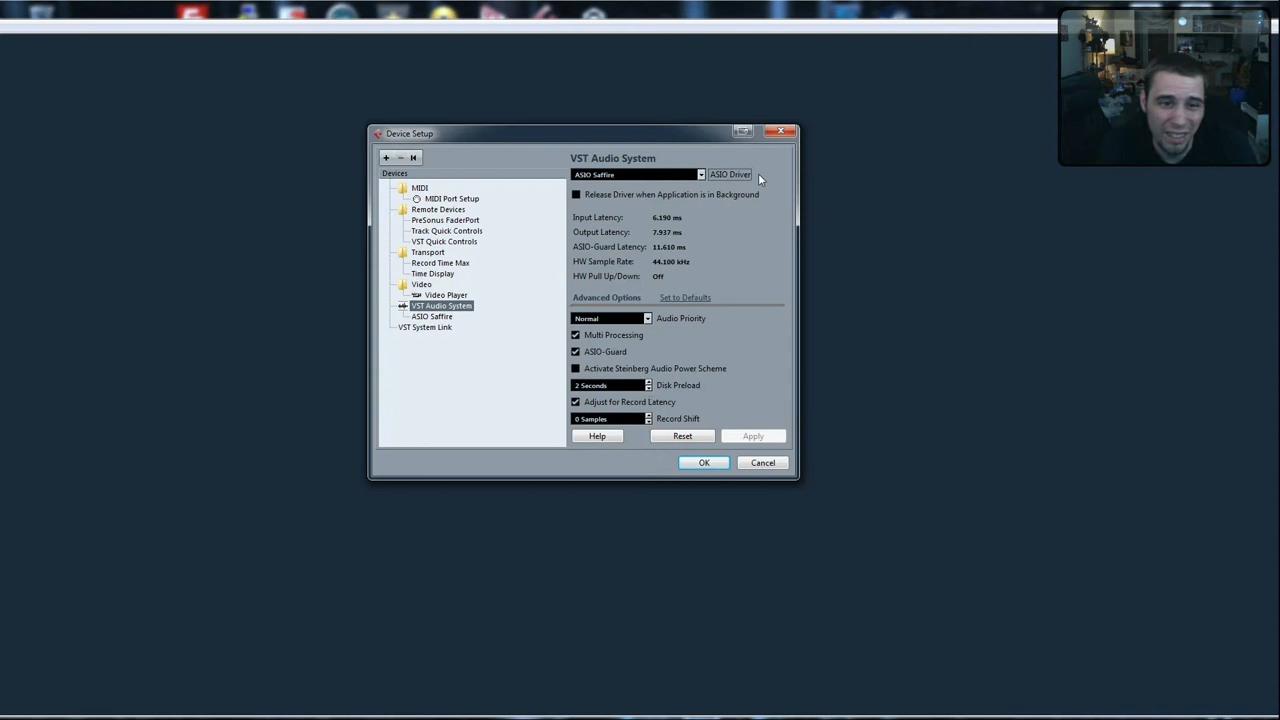 Device Setup
Devices
MIDI
MIDI Port Setup
Remote Devices
PreSonus FaderPort
Track Quick Controls
VST Quick Controls
Transport
Record Time Max
Time Display
Video
Video Player
VST Audio System
ASIO Saffire
VST System Link
VST Audio System
ASIO Saffire ASIO Driver
Release Driver when Application is in Background
Input Latency: 6.190 ms
Output Latency: 7.937 ms
ASIO-Guard Latency: 11.610 ms
HW Sample Rate: 44.100 kHz
HW Pull Up/Down: Off
Advanced Options Set to Defaults
Normal Audio Priority
Multi Processing
ASIO-Guard
Activate Steinberg Audio Power Scheme
2 Seconds Disk Preload
Adjust for Record Latency
0 Samples Record Shift
Help Reset Apply
OK Cancel